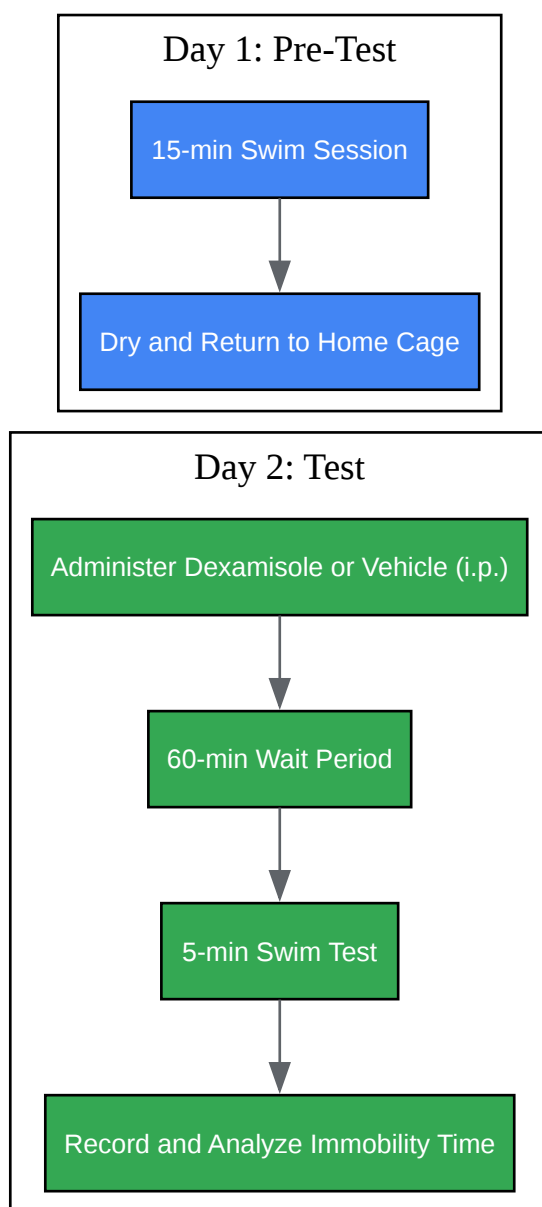 Day 1: Pre-Test
15-min Swim Session
Dry and Return to Home Cage
Day 2: Test
Administer Dexamisole or Vehicle (i.p.)
60-min Wait Period
5-min Swim Test
Record and Analyze Immobility Time